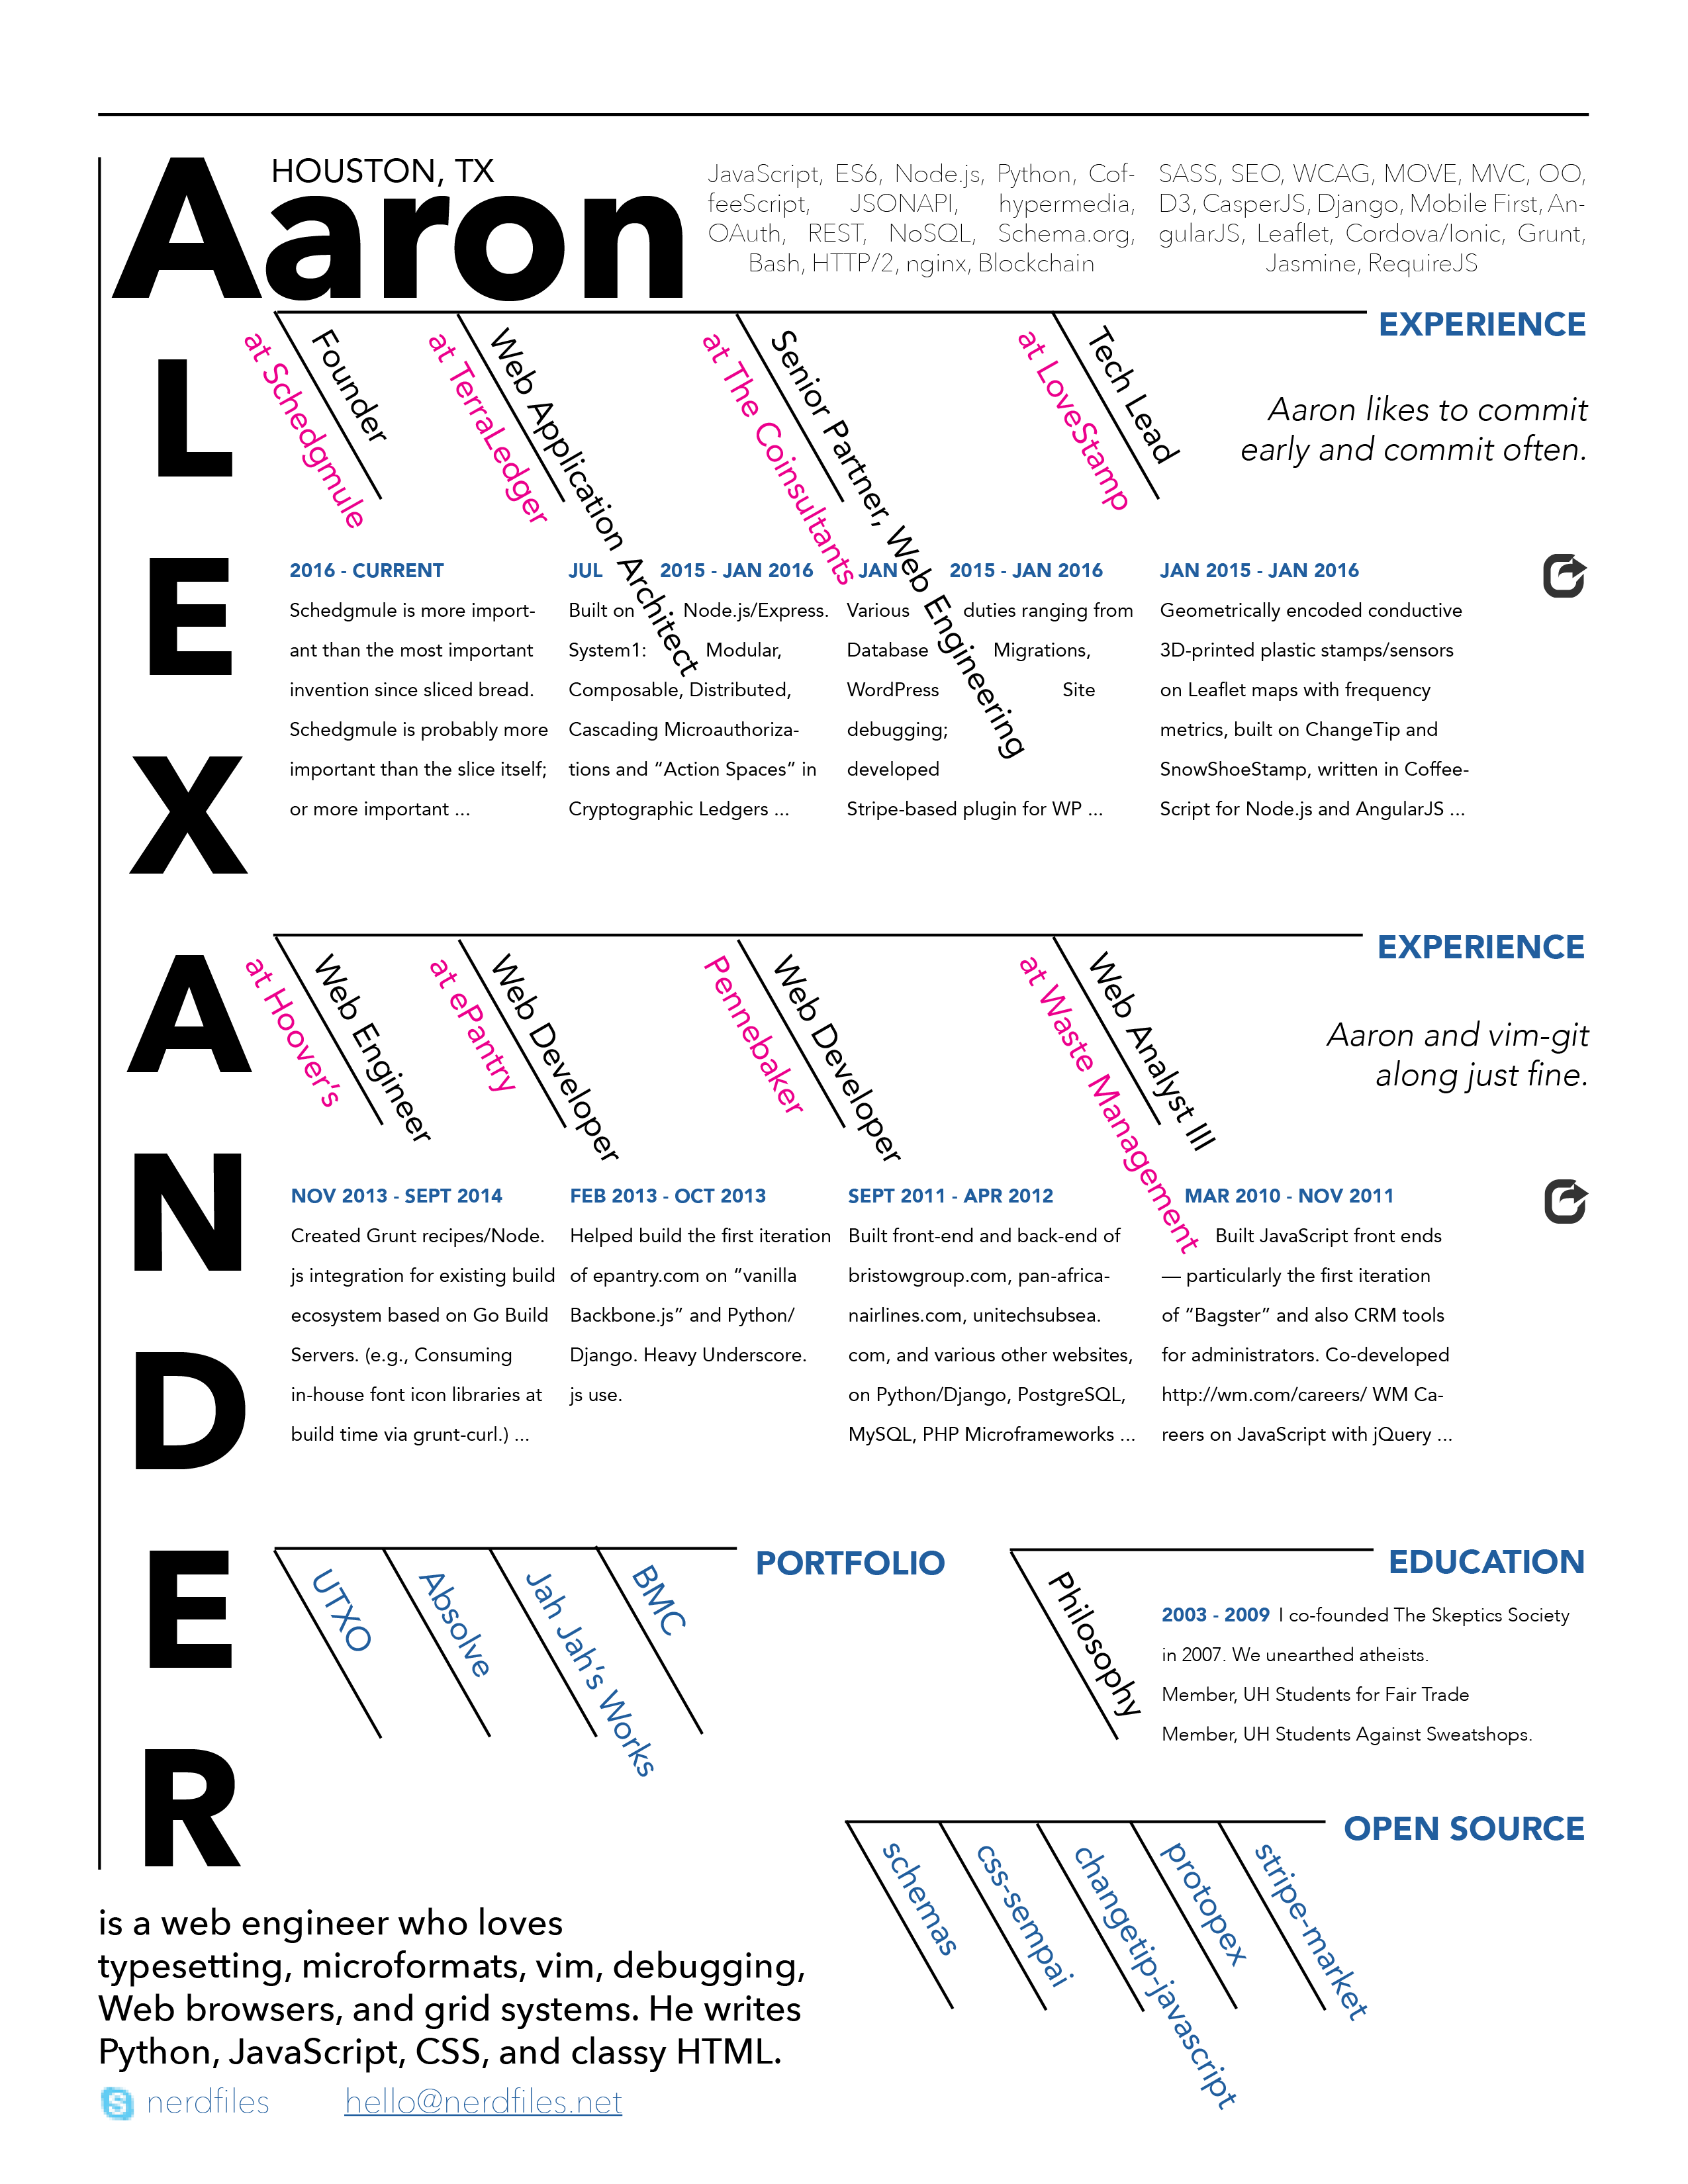 Aaron
HOUSTON, TX
ALEXANDER
JavaScript, ES6, Node.js, Python, Cof-
feeScript, JSONAPI, hypermedia,
OAuth, REST, NoSQL, Schema.org,
Bash, HTTP/2, nginx, Blockchain
SASS, SEO, WCAG, MOVE, MVC, OO,
D3, CasperJS, Django, Mobile First, An-
gularJS, Leaflet, Cordova/Ionic, Grunt,
Jasmine, RequireJS
EXPERIENCE
Aaron likes to commit
early and commit often.
Founder
at Schedgmule
2016 - CURRENT
Schedgmule is more import-
ant than the most important
invention since sliced bread.
Schedgmule is probably more
important than the slice itself;
or more important ...
Web Application Architect
at TerraLedger
JUL 2015 - JAN 2016
Built on Node.js/Express.
System1: Modular,
Composable, Distributed,
Cascading Microauthoriza-
tions and “Action Spaces” in
Cryptographic Ledgers ...
Senior Partner, Web Engineering
at The Coinsultants
JAN 2015 - JAN 2016
Various duties ranging from
Database Migrations,
WordPress Site
debugging;
developed
Stripe-based plugin for WP ...
Tech Lead
at LoveStamp
JAN 2015 - JAN 2016
Geometrically encoded conductive
3D-printed plastic stamps/sensors
on Leaflet maps with frequency
metrics, built on ChangeTip and
SnowShoeStamp, written in Coffee-
Script for Node.js and AngularJS ...
EXPERIENCE
Aaron and vim-git
along just fine.
Web Engineer
at Hoover's
NOV 2013 - SEPT 2014
Created Grunt recipes/Node.
js integration for existing build
ecosystem based on Go Build
Servers. (e.g., Consuming
in-house font icon libraries at
build time via grunt-curl.) ...
Web Developer
at ePantry
FEB 2013 - OCT 2013
Helped build the first iteration
of epantry.com on “vanilla
Backbone.js” and Python/
Django. Heavy Underscore.
js use.
Web Developer
Pennebaker
SEPT 2011 - APR 2012
Built front-end and back-end of
bristowgroup.com, pan-africa-
nairlines.com, unitechsubsea.
com, and various other websites,
on Python/Django, PostgreSQL,
MySQL, PHP Microframeworks ...
Web Analyst III
at Waste Management
MAR 2010 - NOV 2011
Built JavaScript front ends
— particularly the first iteration
of “Bagster” and also CRM tools
for administrators. Co-developed
http://wm.com/careers/ WM Ca-
reers on JavaScript with jQuery ...
PORTFOLIO
UTXO
Absolve
Jah Jah's Works
BMC
EDUCATION
Philosophy
2003 - 2009 I co-founded The Skeptics Society
in 2007. We unearthed atheists.
Member, UH Students for Fair Trade
Member, UH Students Against Sweatshops.
OPEN SOURCE
schemas
css-sempai
changetip-javascript
protopex
stripe-market
is a web engineer who loves
typesetting, microformats, vim, debugging,
Web browsers, and grid systems. He writes
Python, JavaScript, CSS, and classy HTML.
nerdfiles hello@nerdfiles.net